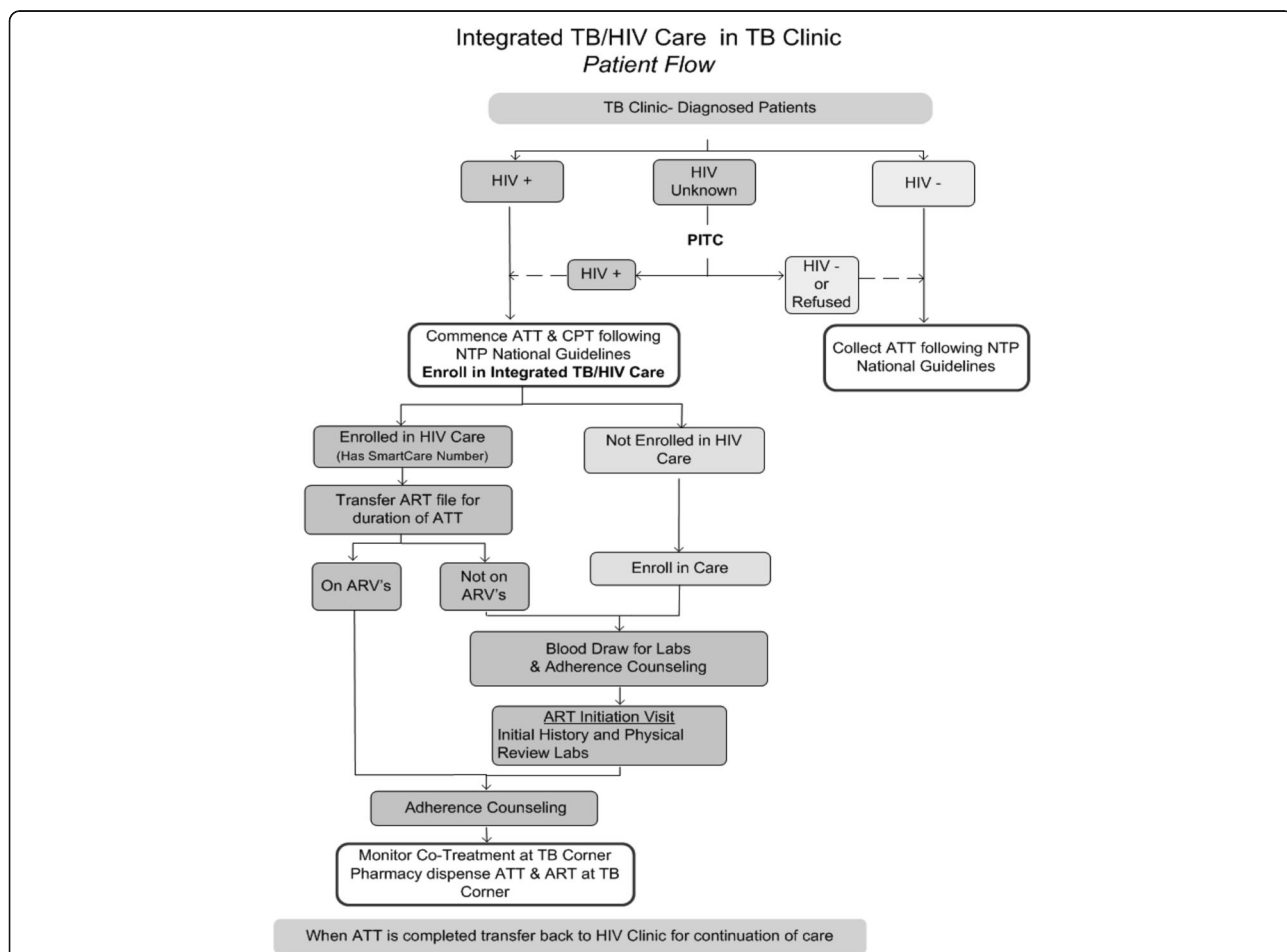 Integrated TB/HIV Care in TB Clinic
Patient Flow
TB Clinic- Diagnosed Patients
HIV +
HIV
Unknown
HIV -
PITC
HIV +
HIV -
or
Refused
Commence ATT & CPT following
NTP National Guidelines
Enroll in Integrated TB/HIV Care
Collect ATT following NTP
National Guidelines
Enrolled in HIV Care
(Has SmartCare Number)
Not Enrolled in HIV
Care
Transfer ART file for
duration of ATT
On ARV's
Not on
ARV's
Enroll in Care
Blood Draw for Labs
& Adherence Counseling
ART Initiation Visit
Initial History and Physical
Review Labs
Adherence Counseling
Monitor Co-Treatment at TB Corner
Pharmacy dispense ATT & ART at TB
Corner
When ATT is completed transfer back to HIV Clinic for continuation of care